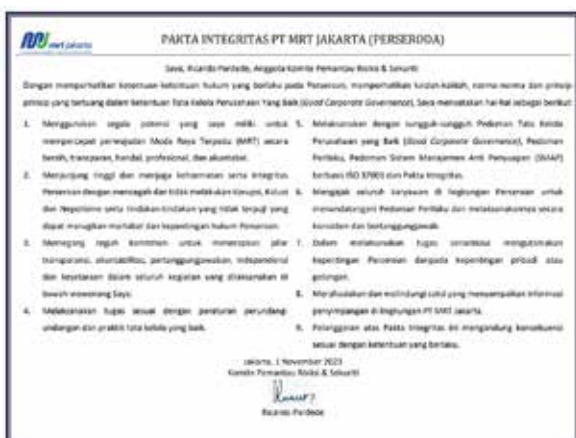 mrt jakarta
PAKTA INTEGRITAS PT MRT JAKARTA (PERSERODA)
Saya, Ricardo Pardede, Anggota Komite Pemantau Risiko & Sekuriti
Dengan memperhatikan ketentuan-ketentuan hukum yang berlaku pada Perseroan, memperhatikan kaidah-kaidah, norma-norma dan prinsip
prinsip yang tertuang dalam ketentuan Tata Kelola Perusahaan Yang Baik (Good Corporate Governance), Saya menyatakan hal-hal sebagai berikut
1. Menggunakan segala potensi yang saya miliki untuk
mempercepat perwujudan Moda Raya Terpadu (MRT) secara
bersih, transparan, handal, profesional, dan akuntabel.
2. Menjunjung tinggi dan menjaga kehormatan serta integritas
Perseroan dengan mencegah dan tidak melakukan Korupsi, Kolusi
dan Nepotisme serta tindakan-tindakan yang tidak terpuji yang
dapat merugikan martabat dan kepentingan hukum Perseroan.
3. Memegang teguh komitmen untuk menerapkan pilar
transparansi, akuntabilitas, pertanggungjawaban, independensi
dan kesetaraan dalam seluruh kegiatan yang dilaksanakan di
bawah wewenang Saya.
4. Melaksanakan tugas sesuai dengan peraturan perundang-
undangan dan praktik tata kelola yang baik.
5. Melaksanakan dengan sungguh-sungguh Pedoman Tata Kelola
Perusahaan yang Baik (Good Corporate Governance), Pedoman
Perilaku, Pedoman Sistem Manajemen Anti Penyuapan (SMAP)
berbasis ISO 37001 dan Pakta Integritas.
6. Mengajak seluruh karyawan di lingkungan Perseroan untuk
menandatangani Pedoman Perilaku dan melaksanakannya secara
konsisten dan bertanggungjawab.
7. Dalam melaksanakan tugas senantiasa mengutamakan
kepentingan Perseroan daripada kepentingan pribadi atau
golongan.
8. Merahasiakan dan melindungi saksi yang menyampaikan informasi
penyimpangan di lingkungan PT MRT Jakarta.
9. Pelanggaran atas Pakta Integritas ini mengandung konsekuensi
sesuai dengan ketentuan yang berlaku.
Jakarta, 1 November 2023
Komite Pemantau Risiko & Sekuriti
Ricardo Pardede